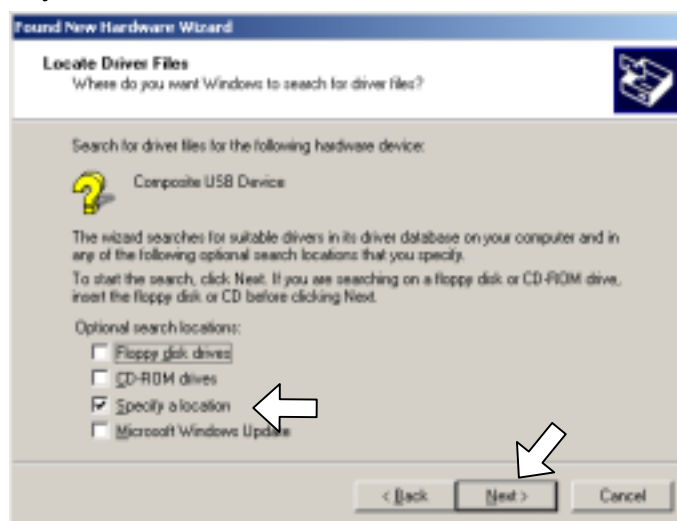 Found New Hardware Wizard
Locate Driver Files
Where do you want Windows to search for driver files?
Search for driver files for the following hardware device:
Composite USB Device
The wizard searches for suitable drivers in its driver database on your computer and in
any of the following optional search locations that you specify.
To start the search, click Next. If you are searching on a floppy disk or CD-ROM drive,
insert the floppy disk or CD before clicking Next.
Optional search locations:
Floppy disk drives
CD-ROM drives
Specify a location
Microsoft Windows Update
< Back Next > Cancel